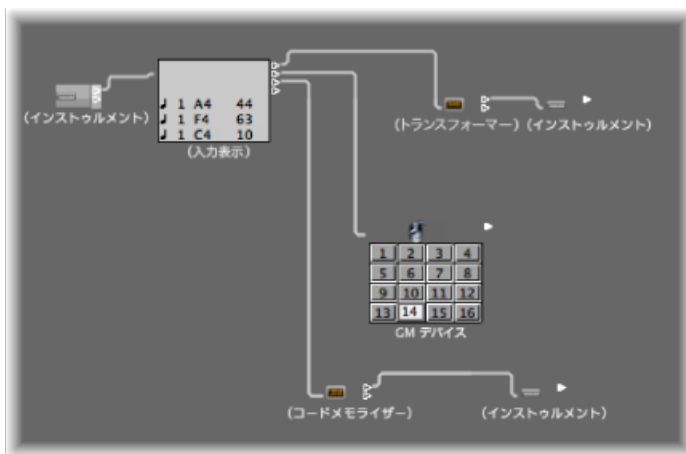 (インストゥルメント)
♩ 1 A4 44
♩ 1 F4 63
♩ 1 C4 10
(入力表示)
(トランスフォーマー) (インストゥルメント)
1 2 3 4
5 6 7 8
9 10 11 12
13 14 15 16
GM デバイス
(コードメモライザー) (インストゥルメント)